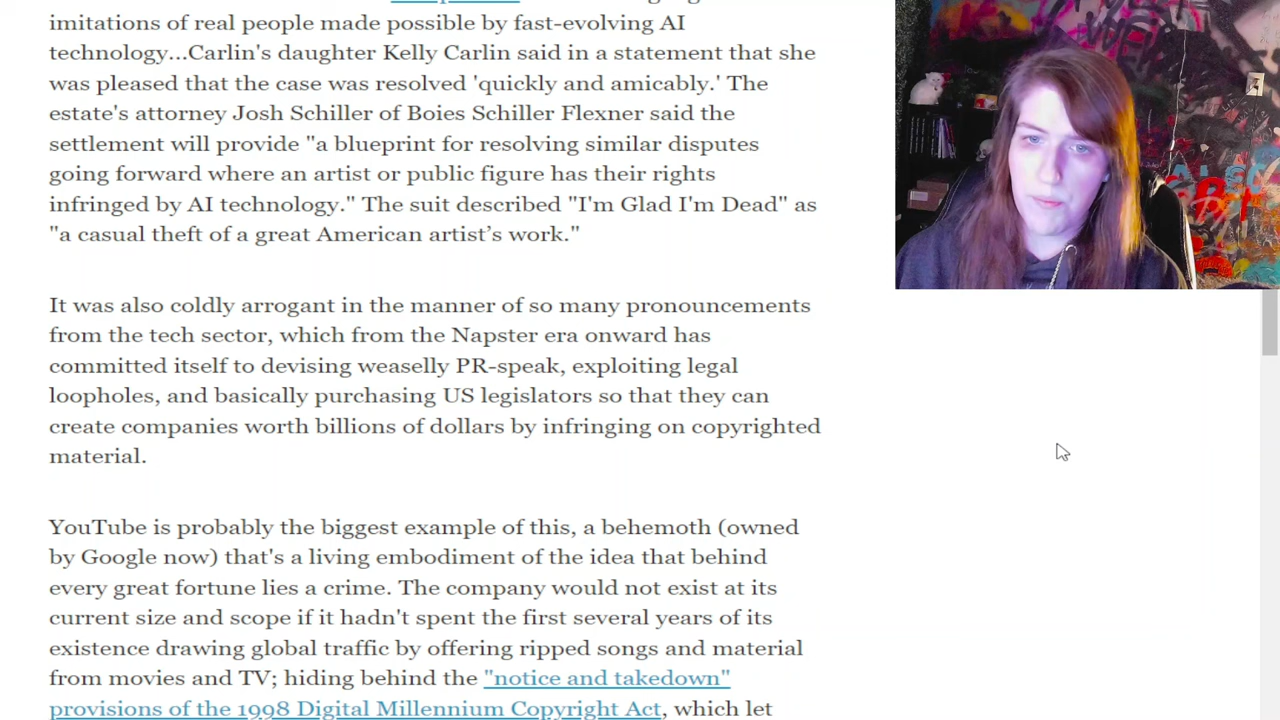 imitations of real people made possible by fast-evolving AI
technology...Carlin's daughter Kelly Carlin said in a statement that she
was pleased that the case was resolved 'quickly and amicably.' The
estate's attorney Josh Schiller of Boies Schiller Flexner said the
settlement will provide "a blueprint for resolving similar disputes
going forward where an artist or public figure has their rights
infringed by AI technology." The suit described "I'm Glad I'm Dead" as
"a casual theft of a great American artist’s work."
It was also coldly arrogant in the manner of so many pronouncements
from the tech sector, which from the Napster era onward has
committed itself to devising weaselly PR-speak, exploiting legal
loopholes, and basically purchasing US legislators so that they can
create companies worth billions of dollars by infringing on copyrighted
material.
YouTube is probably the biggest example of this, a behemoth (owned
by Google now) that's a living embodiment of the idea that behind
every great fortune lies a crime. The company would not exist at its
current size and scope if it hadn't spent the first several years of its
existence drawing global traffic by offering ripped songs and material
from movies and TV; hiding behind the "notice and takedown"
provisions of the 1998 Digital Millennium Copyright Act, which let